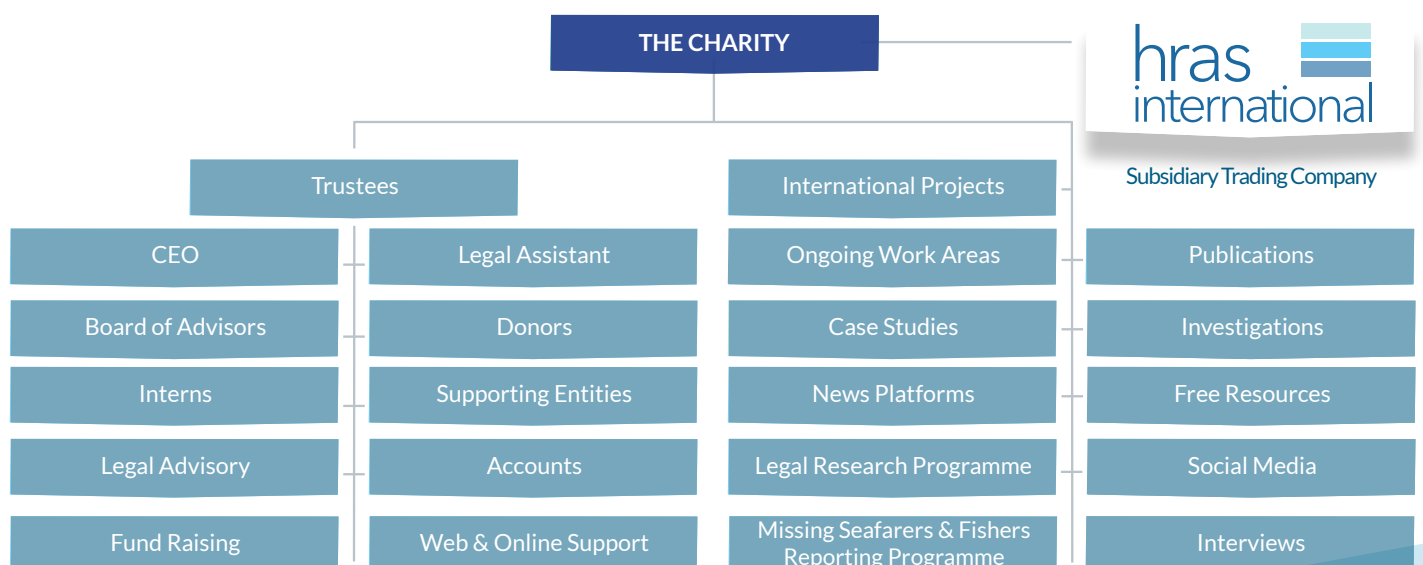 THE CHARITY
hras
international
Subsidiary Trading Company
Trustees
International Projects
CEO
Legal Assistant
Ongoing Work Areas
Publications
Board of Advisors
Donors
Case Studies
Investigations
Interns
Supporting Entities
News Platforms
Free Resources
Legal Advisory
Accounts
Legal Research Programme
Social Media
Fund Raising
Web & Online Support
Missing Seafarers & Fishers
Reporting Programme
Interviews